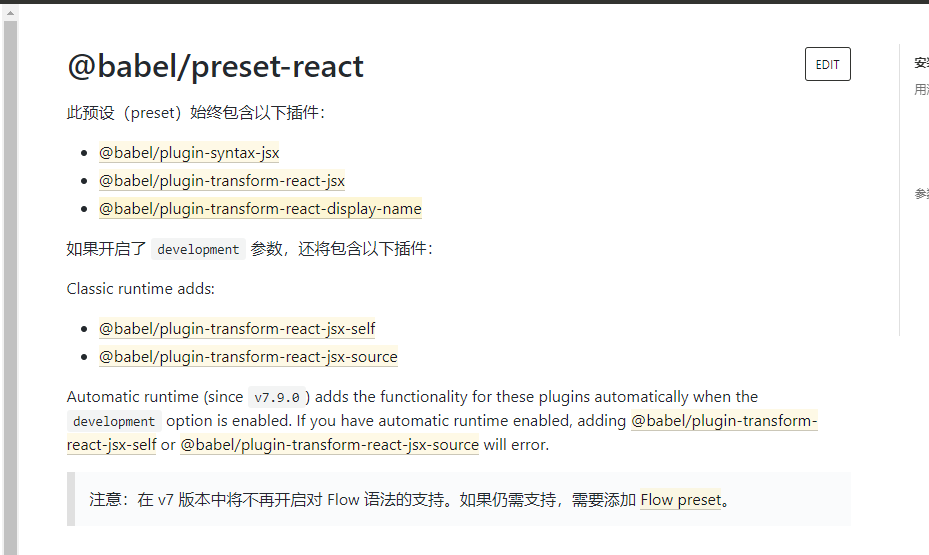 @babel/preset-react
EDIT
安装
用法
参数
此预设（preset）始终包含以下插件：
@babel/plugin-syntax-jsx
@babel/plugin-transform-react-jsx
@babel/plugin-transform-react-display-name
如果开启了 development 参数，还将包含以下插件：
Classic runtime adds:
@babel/plugin-transform-react-jsx-self
@babel/plugin-transform-react-jsx-source
Automatic runtime (since v7.9.0) adds the functionality for these plugins automatically when the
development option is enabled. If you have automatic runtime enabled, adding @babel/plugin-transform-
react-jsx-self or @babel/plugin-transform-react-jsx-source will error.
注意：在 v7 版本中将不再开启对 Flow 语法的支持。如果仍需支持，需要添加 Flow preset。